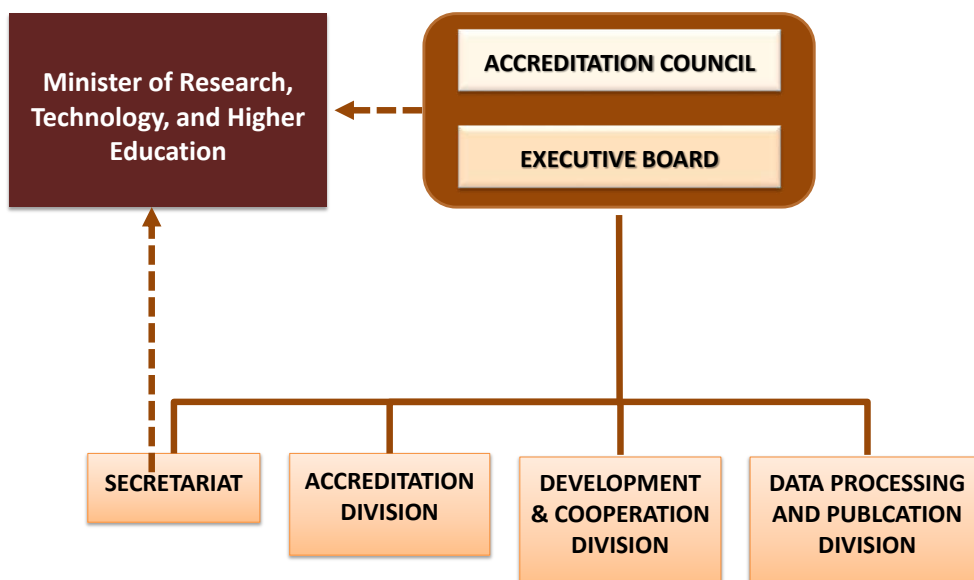 Minister of Research,
Technology, and Higher
Education
ACCREDITATION COUNCIL
EXECUTIVE BOARD
SECRETARIAT
ACCREDITATION
DIVISION
DEVELOPMENT
& COOPERATION
DIVISION
DATA PROCESSING
AND PUBLCATION
DIVISION